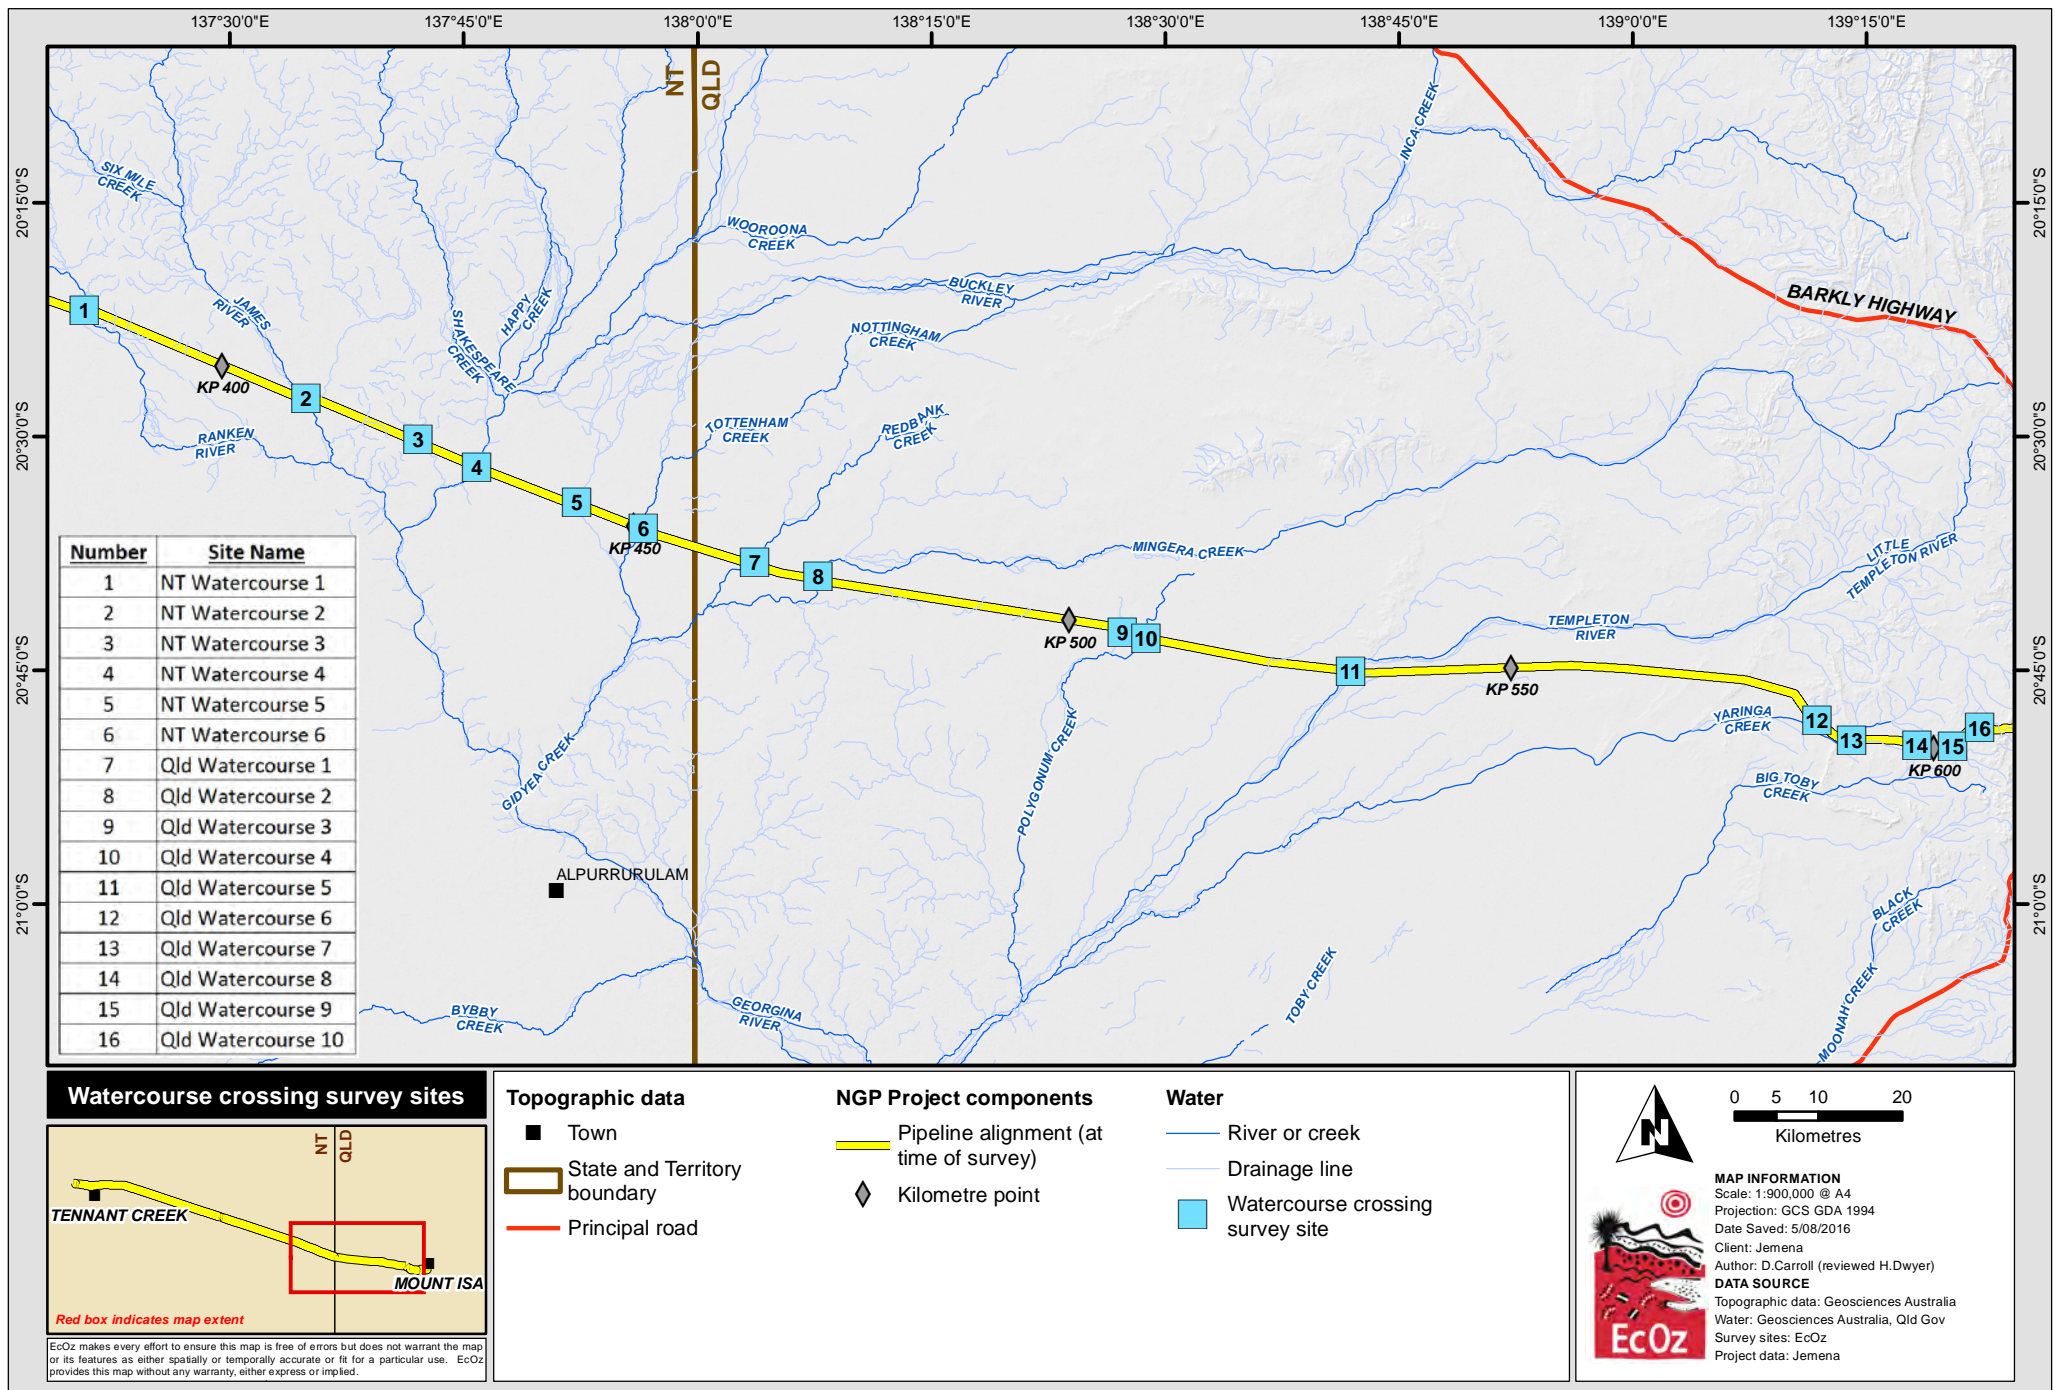 137°30'0"E
137°45'0"E
138°0'0"E
138°15'0"E
138°30'0"E
138°45'0"E
139°0'0"E
139°15'0"E
20°15'0"S
20°30'0"S
20°45'0"S
21°0'0"S
20°15'0"S
20°30'0"S
20°45'0"S
21°0'0"S
NT
QLD
SIX MILE
CREEK
JAMES
RIVER
RANKEN
RIVER
SHAKESPEARE
CREEK
HAPPY
CREEK
WOOROONA
CREEK
BUCKLEY
RIVER
NOTTINGHAM
CREEK
TOTTENHAM
CREEK
REDBANK
CREEK
INCA CREEK
BARKLY HIGHWAY
MINGERA CREEK
LITTLE
TEMPLETON RIVER
TEMPLETON
RIVER
YARINGA
CREEK
BIG TOBY
CREEK
POLYGONUM CREEK
GIDYEA CREEK
ALPURRURULAM
BYBBY
CREEK
GEORGINA
RIVER
TOBY CREEK
BLACK
CREEK
MOONAH CREEK
1
2
3
4
5
6
7
8
9
10
11
12
13
14
15
16
KP 400
KP 450
KP 500
KP 550
KP 600
Number Site Name
1 NT Watercourse 1
2 NT Watercourse 2
3 NT Watercourse 3
4 NT Watercourse 4
5 NT Watercourse 5
6 NT Watercourse 6
7 Qld Watercourse 1
8 Qld Watercourse 2
9 Qld Watercourse 3
10 Qld Watercourse 4
11 Qld Watercourse 5
12 Qld Watercourse 6
13 Qld Watercourse 7
14 Qld Watercourse 8
15 Qld Watercourse 9
16 Qld Watercourse 10
Watercourse crossing survey sites
NT
QLD
TENNANT CREEK
MOUNT ISA
Red box indicates map extent
EcOz makes every effort to ensure this map is free of errors but does not warrant the map
or its features as either spatially or temporally accurate or fit for a particular use. EcOz
provides this map without any warranty, either express or implied.
Topographic data
Town
State and Territory
boundary
Principal road
NGP Project components
Pipeline alignment (at
time of survey)
Kilometre point
Water
River or creek
Drainage line
Watercourse crossing
survey site
N
0 5 10 20
Kilometres
MAP INFORMATION
Scale: 1:900,000 @ A4
Projection: GCS GDA 1994
Date Saved: 5/08/2016
Client: Jemena
Author: D.Carroll (reviewed H.Dwyer)
DATA SOURCE
Topographic data: Geosciences Australia
Water: Geosciences Australia, Qld Gov
Survey sites: EcOz
Project data: Jemena
EcOz